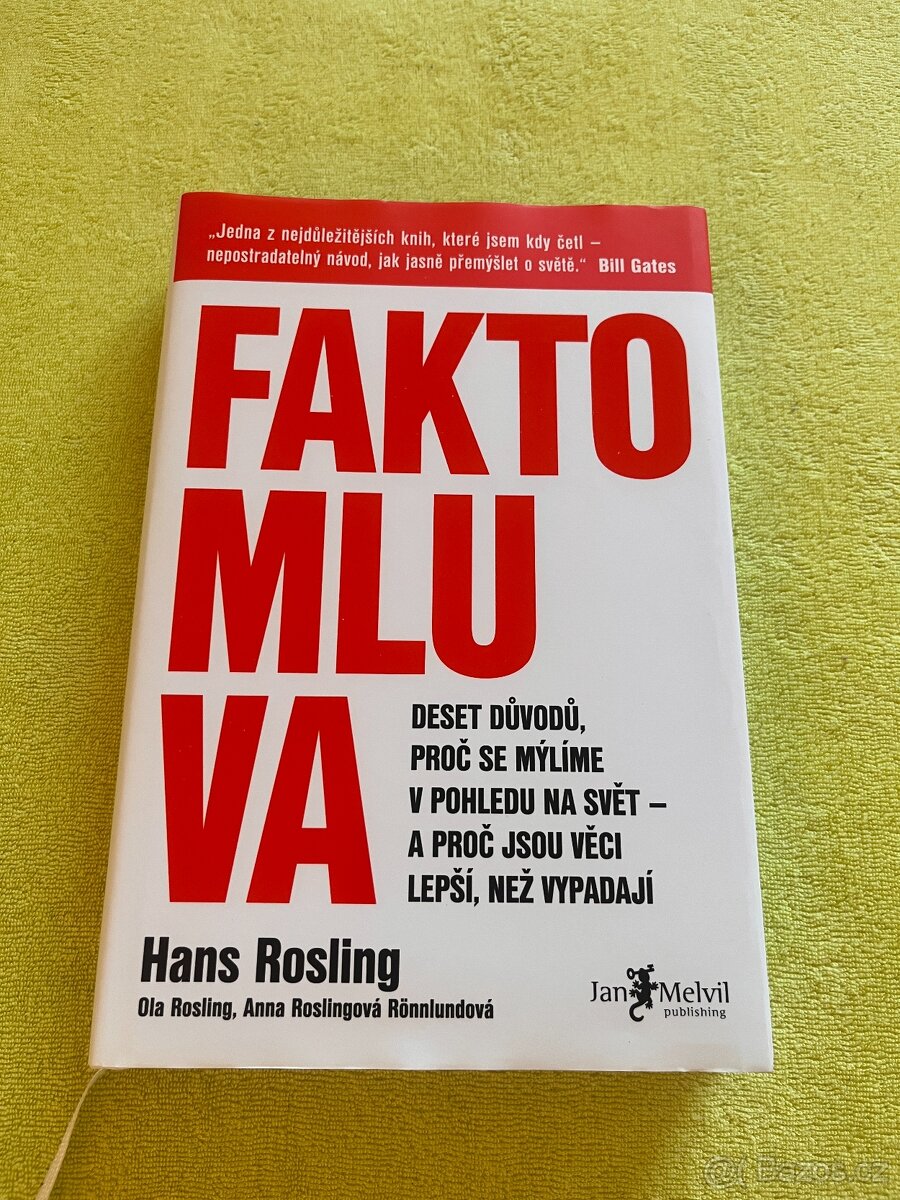 „Jedna z nejdůležitějších knih, které jsem kdy četl –
nepostradatelný návod, jak jasně přemýšlet o světě.“ Bill Gates
FAKTO
MLU
VA
DESET DŮVODŮ,
PROČ SE MÝLÍME
V POHLEDU NA SVĚT –
A PROČ JSOU VĚCI
LEPŠÍ, NEŽ VYPADAJÍ
Hans Rosling
Ola Rosling, Anna Roslingová Rönnlundová
Jan Melvil
publishing
Bazos.cz